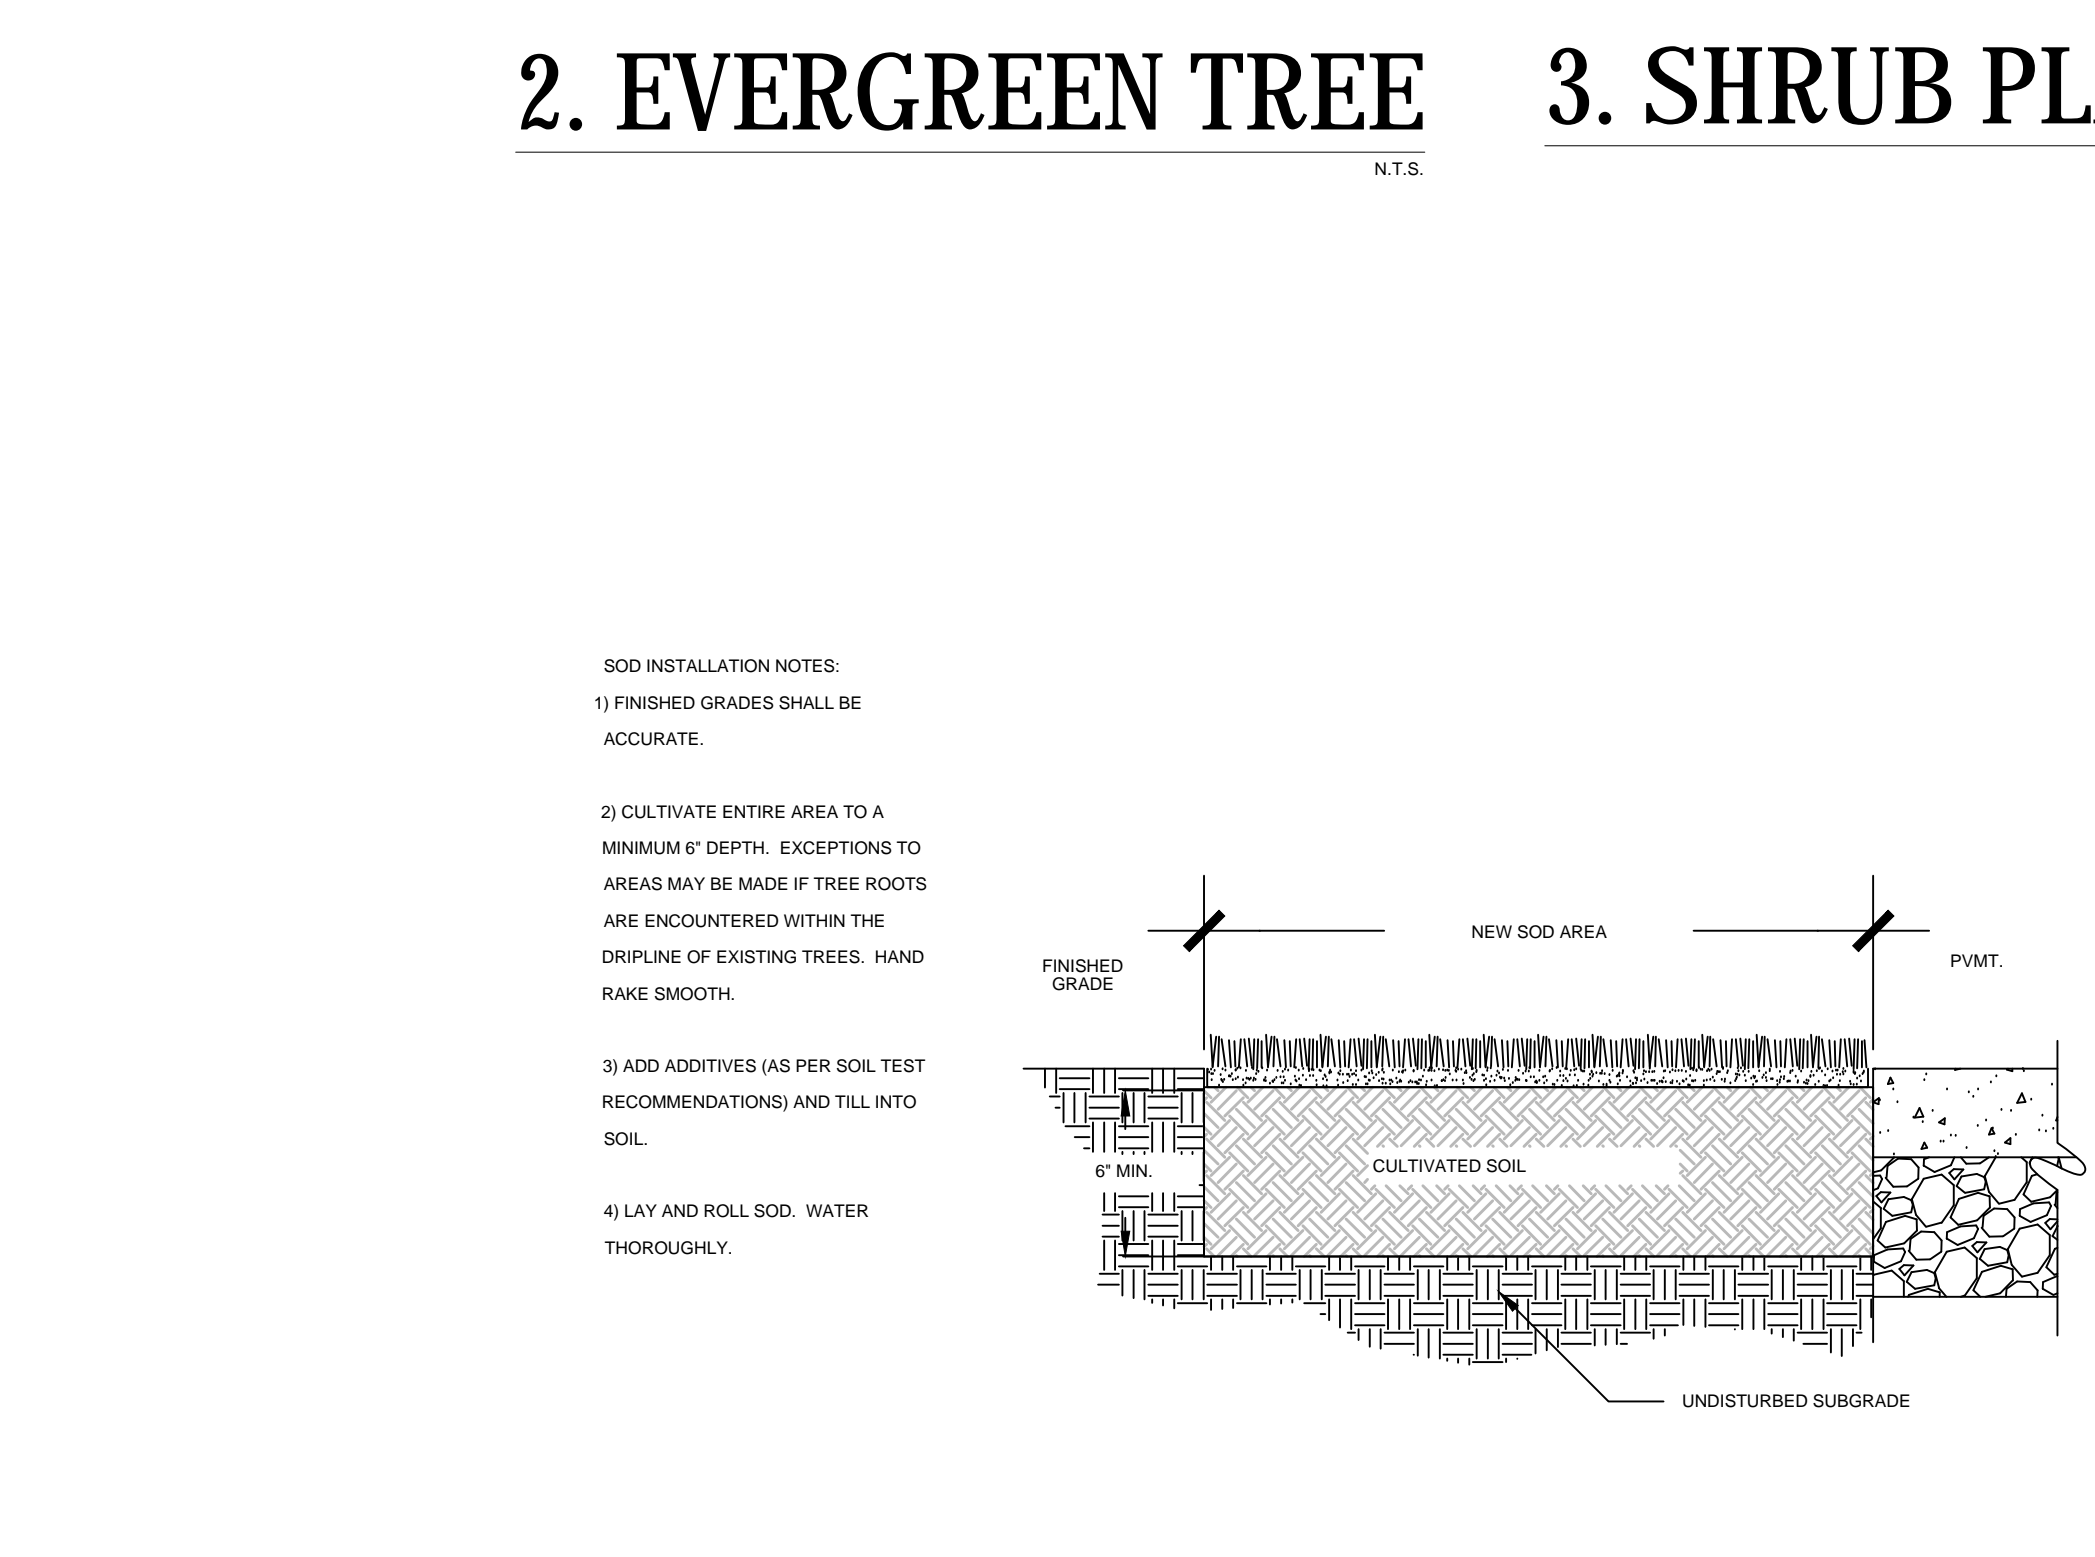 2. EVERGREEN TREE
N.T.S.
3. SHRUB
SOD INSTALLATION NOTES:
1) FINISHED GRADES SHALL BE
ACCURATE.
2) CULTIVATE ENTIRE AREA TO A
MINIMUM 6" DEPTH.  EXCEPTIONS TO
AREAS MAY BE MADE IF TREE ROOTS
ARE ENCOUNTERED WITHIN THE
DRIPLINE OF EXISTING TREES.  HAND
RAKE SMOOTH.
3) ADD ADDITIVES (AS PER SOIL TEST
RECOMMENDATIONS) AND TILL INTO
SOIL.
4) LAY AND ROLL SOD.  WATER
THOROUGHLY.
NEW SOD AREA
FINISHED
GRADE
PVMT.
6" MIN.
CULTIVATED SOIL
UNDISTURBED SUBGRADE